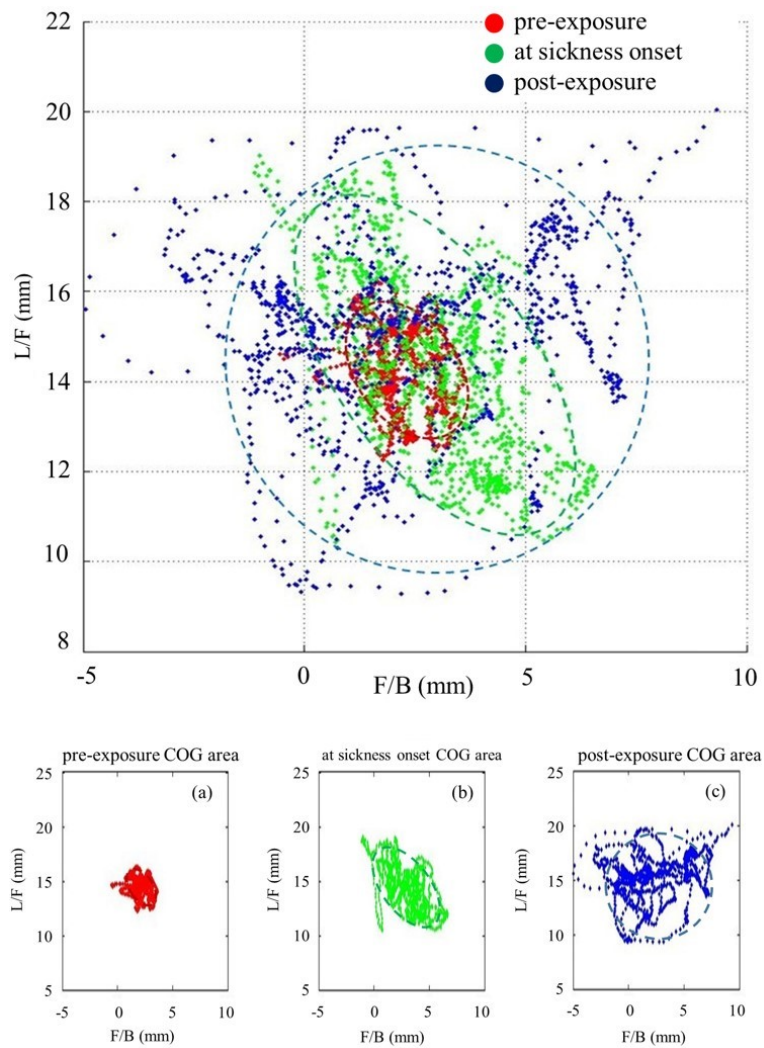 pre-exposure
at sickness onset
post-exposure
22
20
18
16
14
12
10
8
L/F (mm)
-5
0
5
10
F/B (mm)
pre-exposure COG area
(a)
25
20
15
10
5
L/F (mm)
-5
0
5
10
F/B (mm)
at sickness onset COG area
(b)
25
20
15
10
5
L/F (mm)
-5
0
5
10
F/B (mm)
post-exposure COG area
(c)
25
20
15
10
5
L/F (mm)
-5
0
5
10
F/B (mm)